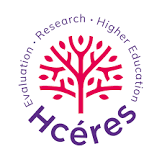 Evaluation · Research · Higher Education
Hcéres